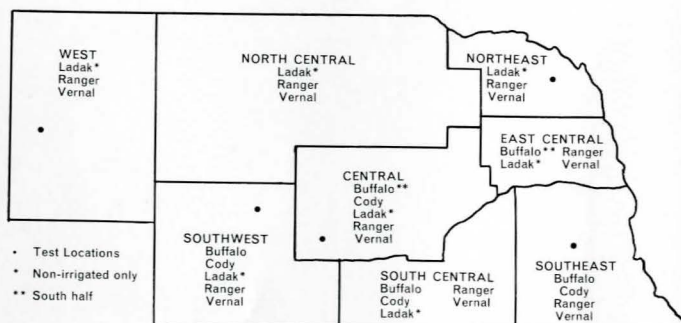 WEST
Ladak*
Ranger
Vernal
NORTH CENTRAL
Ladak*
Ranger
Vernal
NORTHEAST
Ladak*
Ranger
Vernal
EAST CENTRAL
Buffalo** Ranger
Ladak* Vernal
CENTRAL
Buffalo**
Cody
Ladak*
Ranger
Vernal
SOUTHWEST
Buffalo
Cody
Ladak*
Ranger
Vernal
SOUTH CENTRAL
Buffalo Ranger
Cody Vernal
Ladak*
SOUTHEAST
Buffalo
Cody
Ranger
Vernal
• Test Locations
* Non-irrigated only
** South half